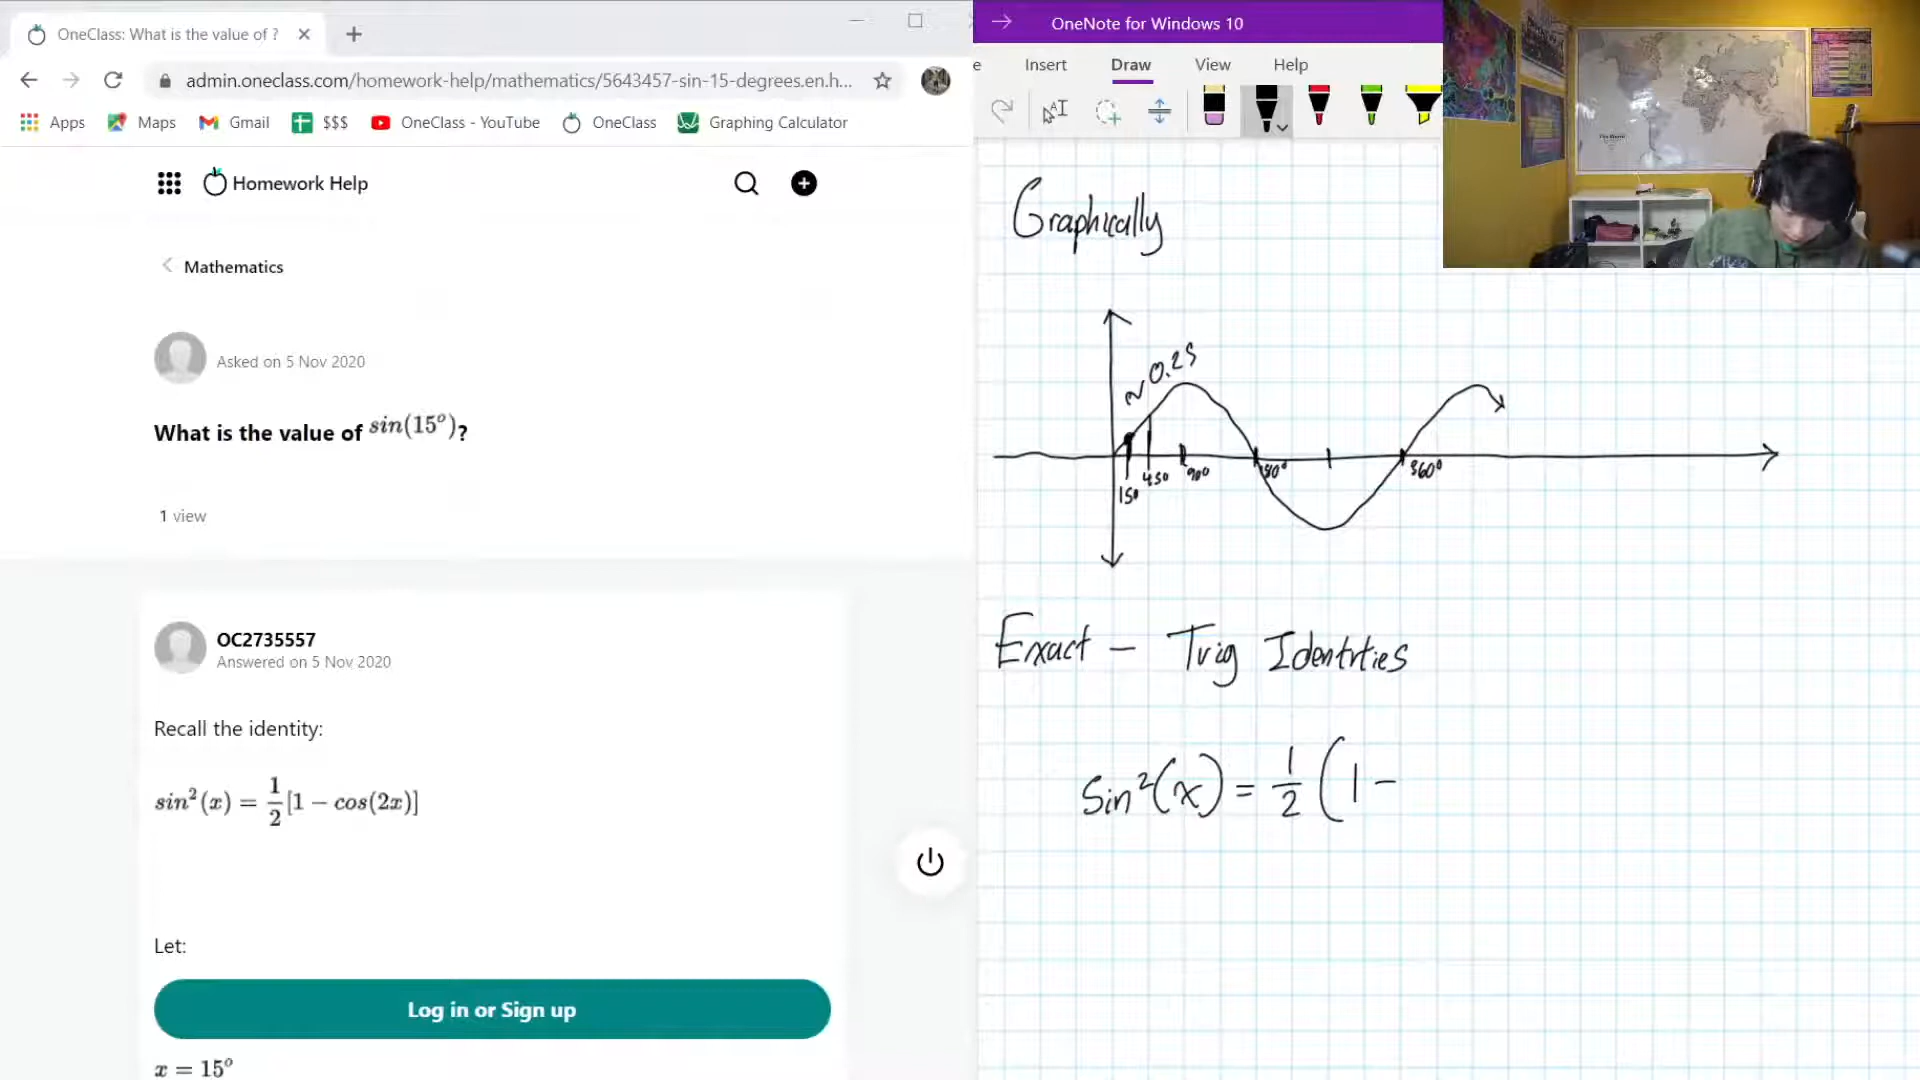 OneClass: What is the value of ?
admin.oneclass.com/homework-help/mathematics/5643457-sin-15-degrees.en.h...
Apps
Maps
Gmail
$$$
OneClass - YouTube
OneClass
Graphing Calculator
Homework Help
Mathematics
Asked on 5 Nov 2020
What is the value of sin(15°)?
1 view
OC2735557
Answered on 5 Nov 2020
Recall the identity:
sin²(x) = 1/2 [1 − cos(2x)]
Let:
Log in or Sign up
x = 15°
OneNote for Windows 10
e
Insert
Draw
View
Help
Graphically
~0.25
15° 45° 90° 180° 360°
Exact - Trig Identities
Sin²(x) = 1/2 (1 -